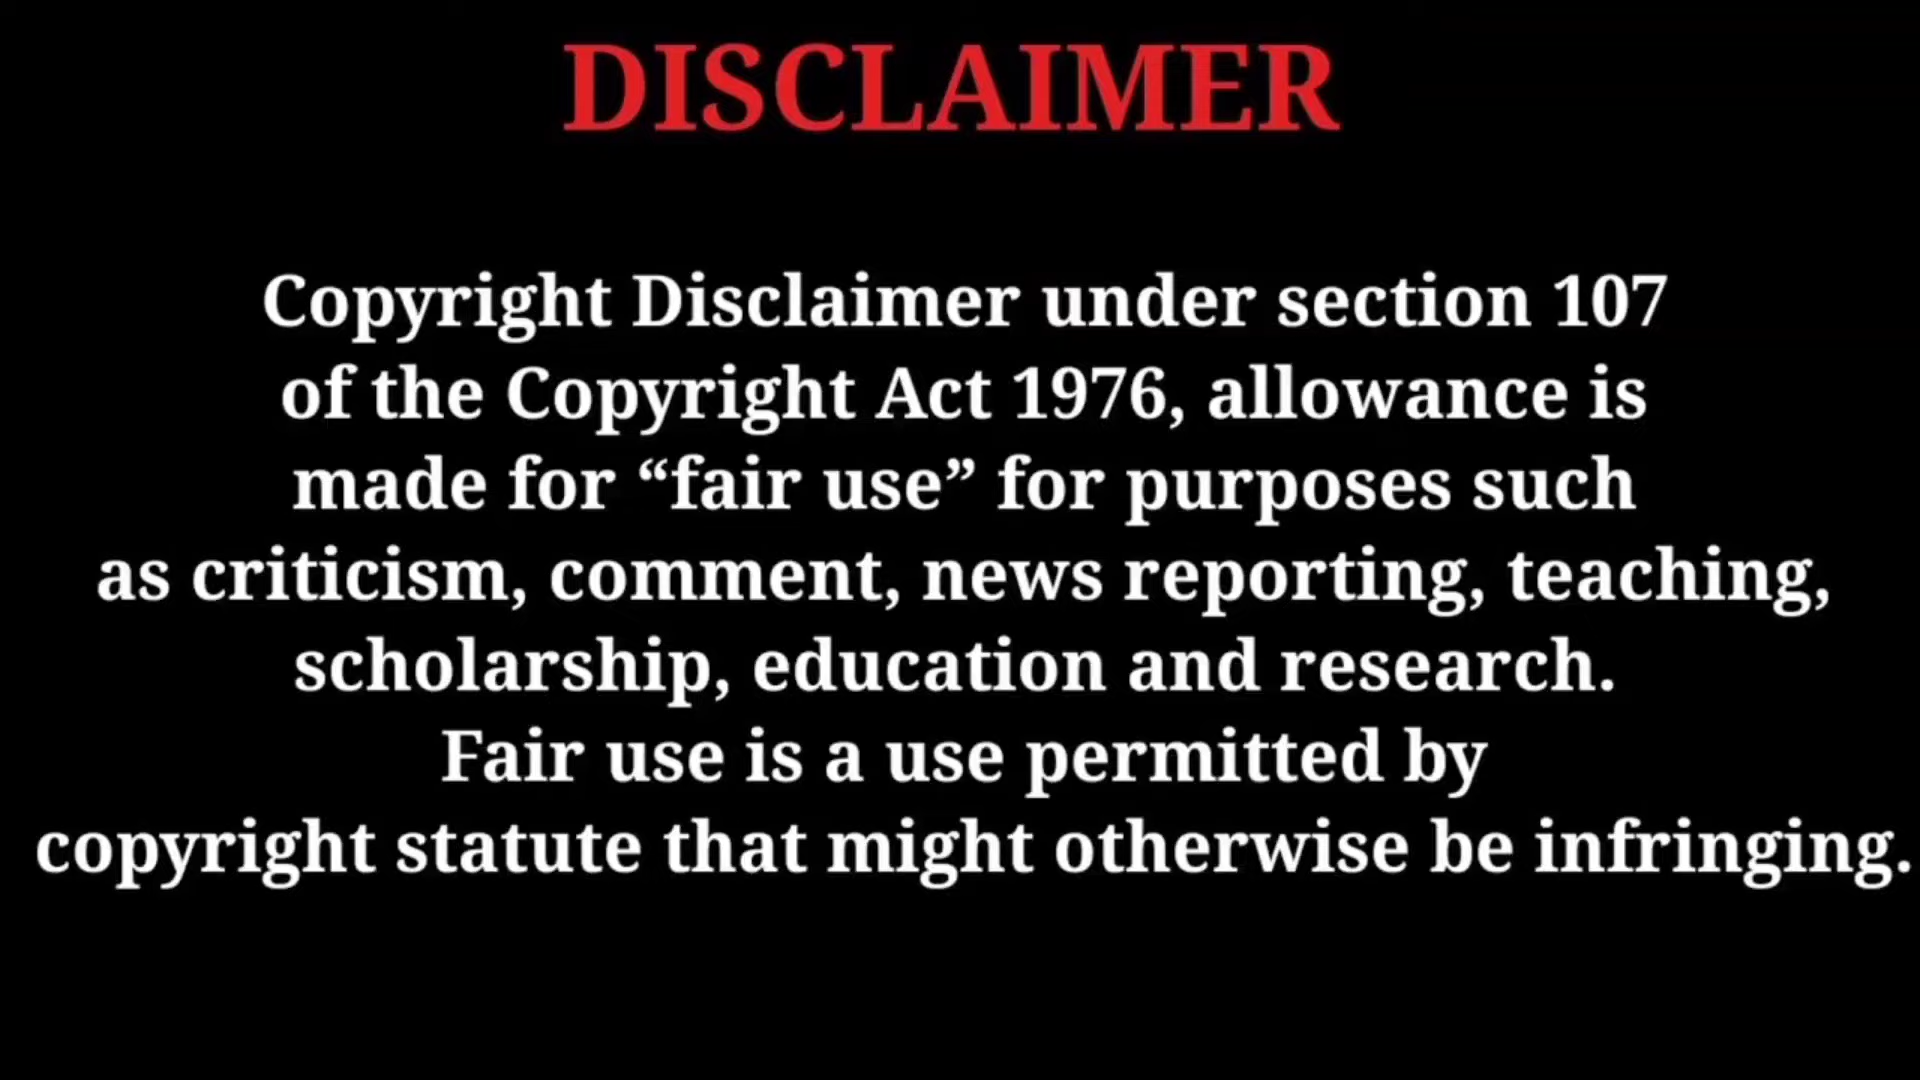 DISCLAIMER
Copyright Disclaimer under section 107
of the Copyright Act 1976, allowance is
made for “fair use” for purposes such
as criticism, comment, news reporting, teaching,
scholarship, education and research.
Fair use is a use permitted by
copyright statute that might otherwise be infringing.